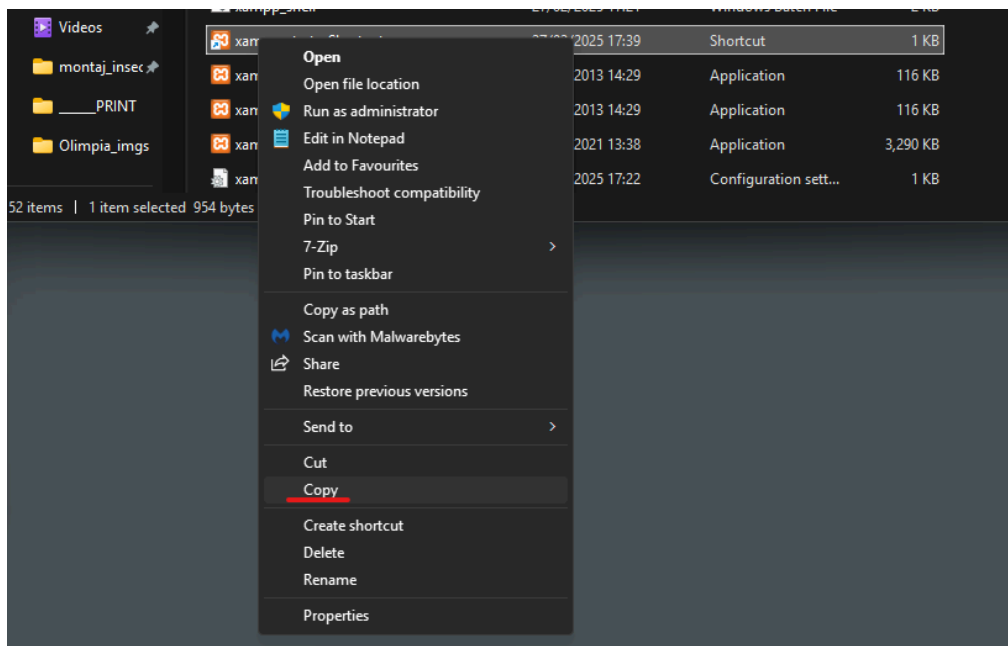 Videos
Shortcut 1 KB
montaj_insec
2013 14:29 Application 116 KB
_____PRINT
2013 14:29 Application 116 KB
Olimpia_imgs
2021 13:38 Application 3,290 KB
2025 17:22 Configuration sett... 1 KB
52 items | 1 item selected 954 bytes
Open
Open file location
Run as administrator
Edit in Notepad
Add to Favourites
Troubleshoot compatibility
Pin to Start
7-Zip
Pin to taskbar
Copy as path
Scan with Malwarebytes
Share
Restore previous versions
Send to
Cut
Copy
Create shortcut
Delete
Rename
Properties